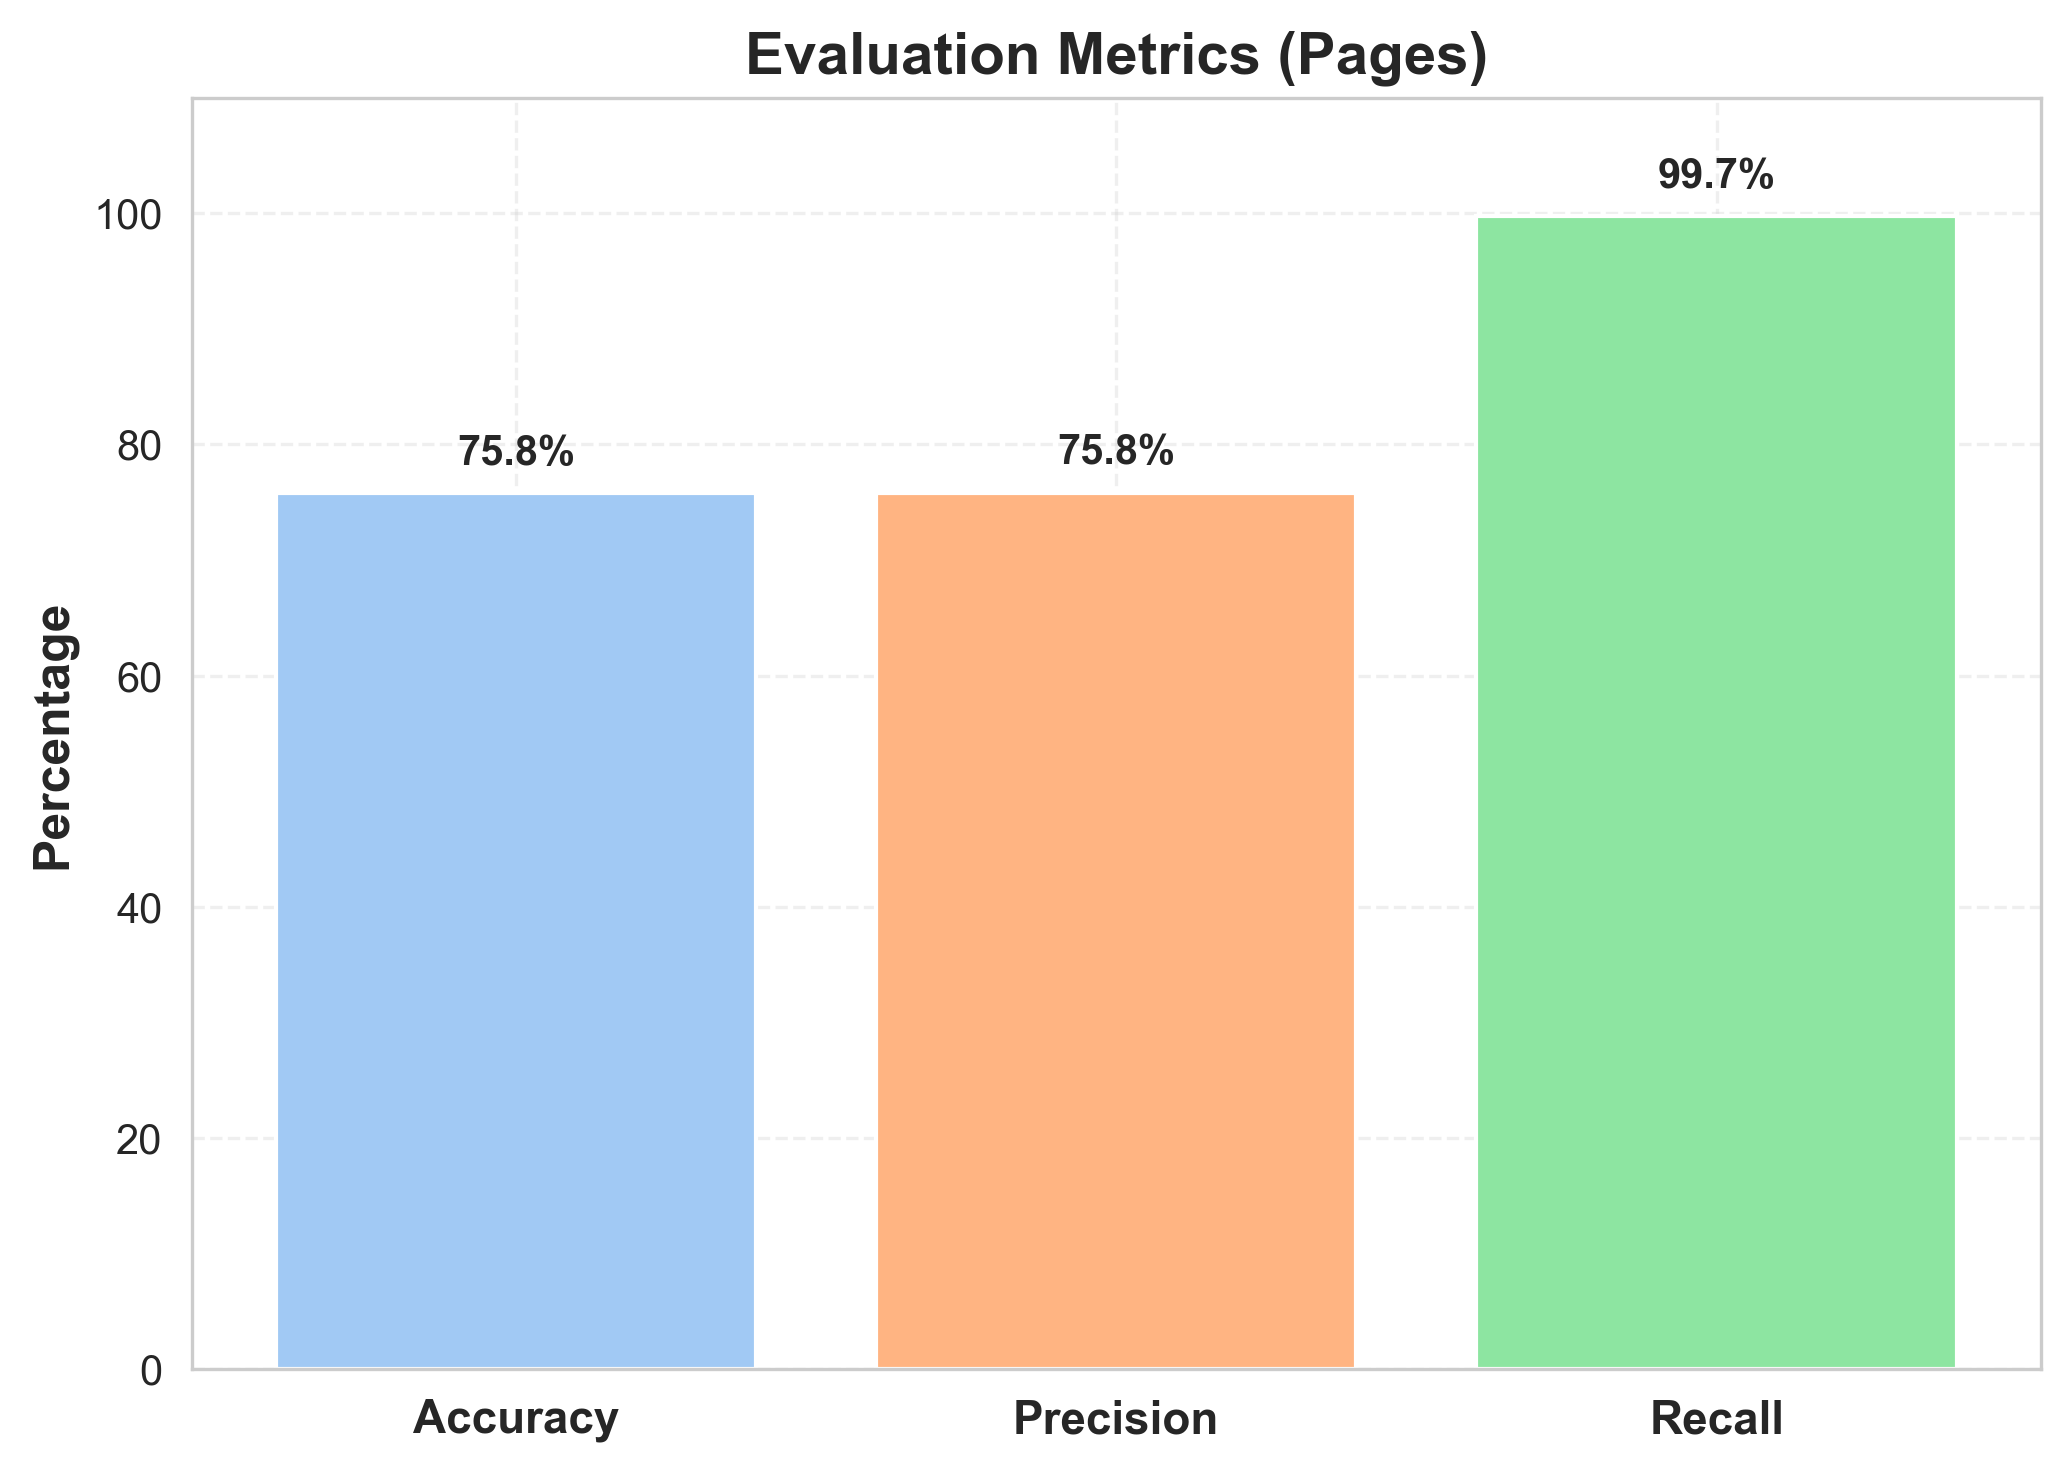 Evaluation Metrics (Pages)
99.7%
100
75.8%
75.8%
80
60
40
20
0
Percentage
Accuracy
Precision
Recall